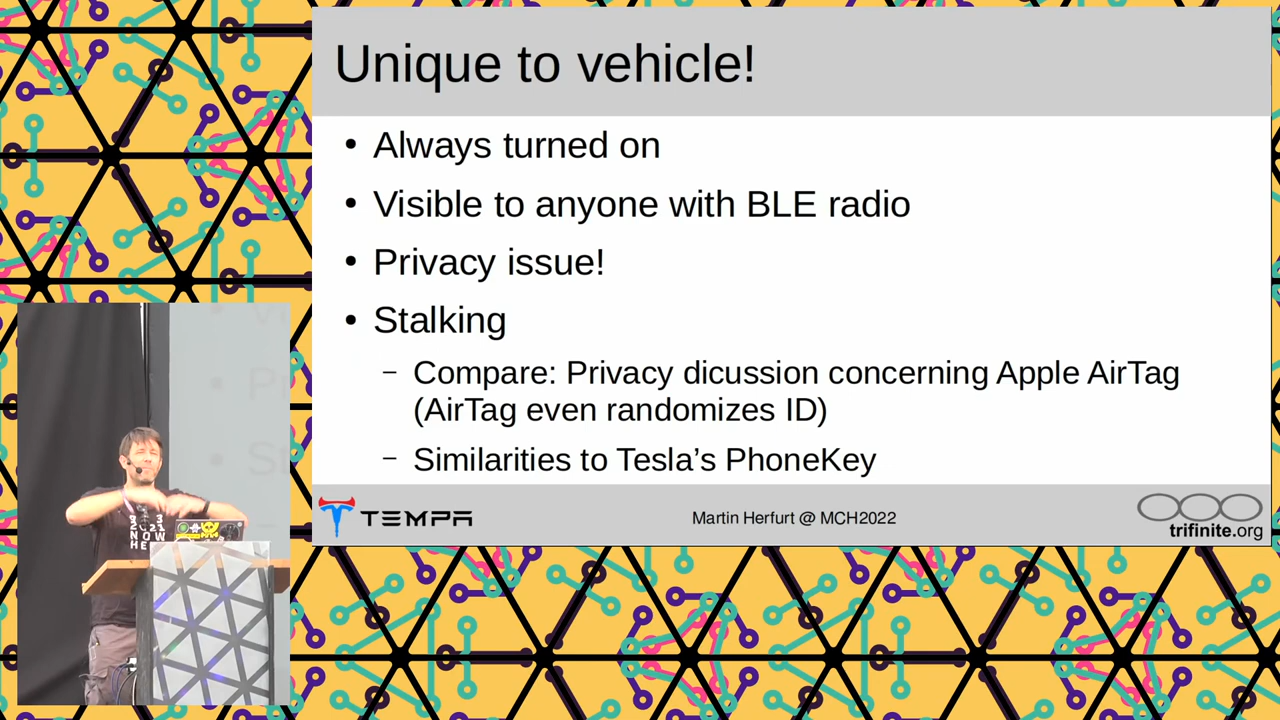 Unique to vehicle!
• Always turned on
• Visible to anyone with BLE radio
• Privacy issue!
• Stalking
– Compare: Privacy dicussion concerning Apple AirTag
(AirTag even randomizes ID)
– Similarities to Tesla’s PhoneKey
TEMPA
Martin Herfurt @ MCH2022
trifinite.org